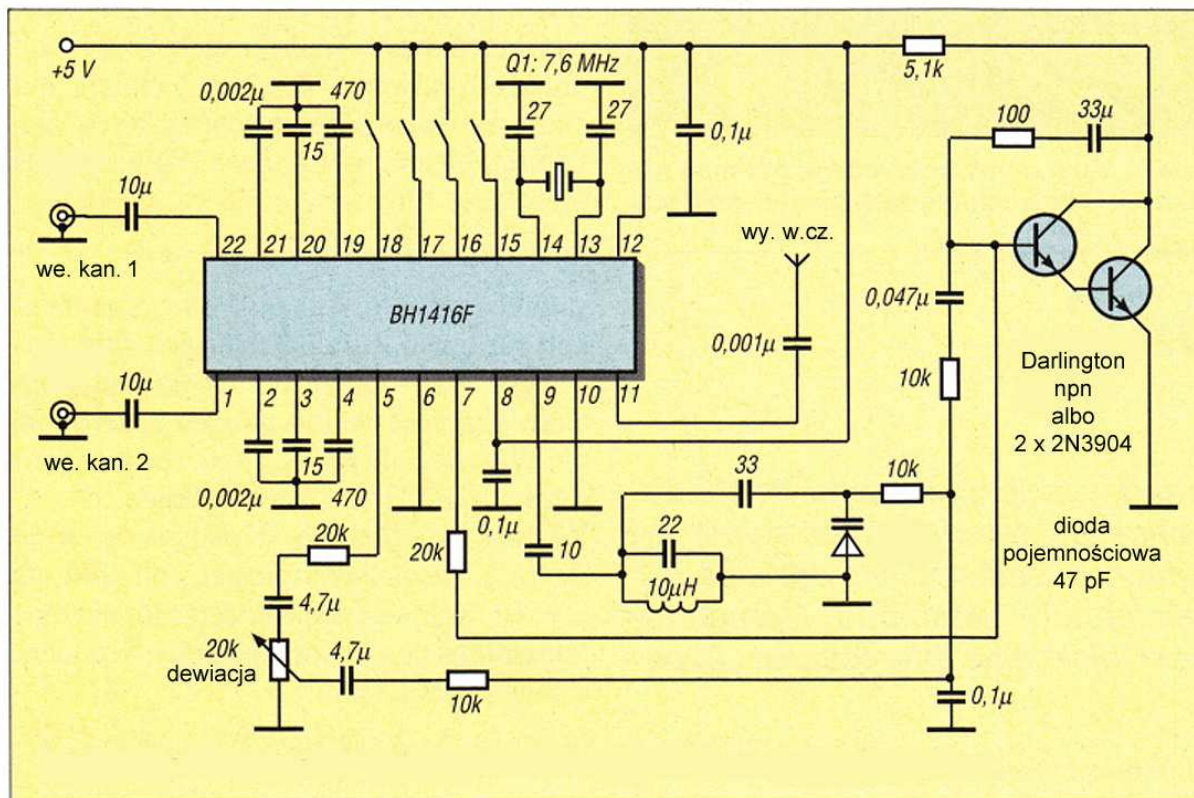 +5 V
0,002µ
470
15
Q1: 7,6 MHz
27
27
0,1µ
5,1k
100
33µ
10µ
we. kan. 1
22
21
20
19
18
17
16
15
14
13
12
BH1416F
wy. w.cz.
0,001µ
0,047µ
10k
Darlington
npn
albo
2 x 2N3904
10µ
we. kan. 2
1
2
3
4
5
6
7
8
9
10
11
15
0,002µ
470
0,1µ
33
10k
20k
20k
10
22
10µH
dioda
pojemnościowa
47 pF
4,7µ
20k
dewiacja
4,7µ
10k
0,1µ